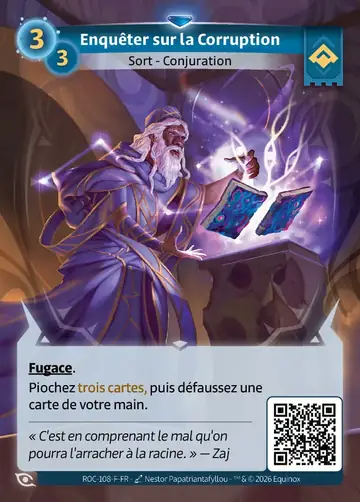 3
3
Enquêter sur la Corruption
Sort - Conjuration
Fugace.
Piochez trois cartes, puis défaussez une
carte de votre main.
« C'est en comprenant le mal qu'on
pourra l'arracher à la racine. » — Zaj
ROC-108-F-FR - Nestor Papatriantafyllou - ™ & © 2026 Equinox